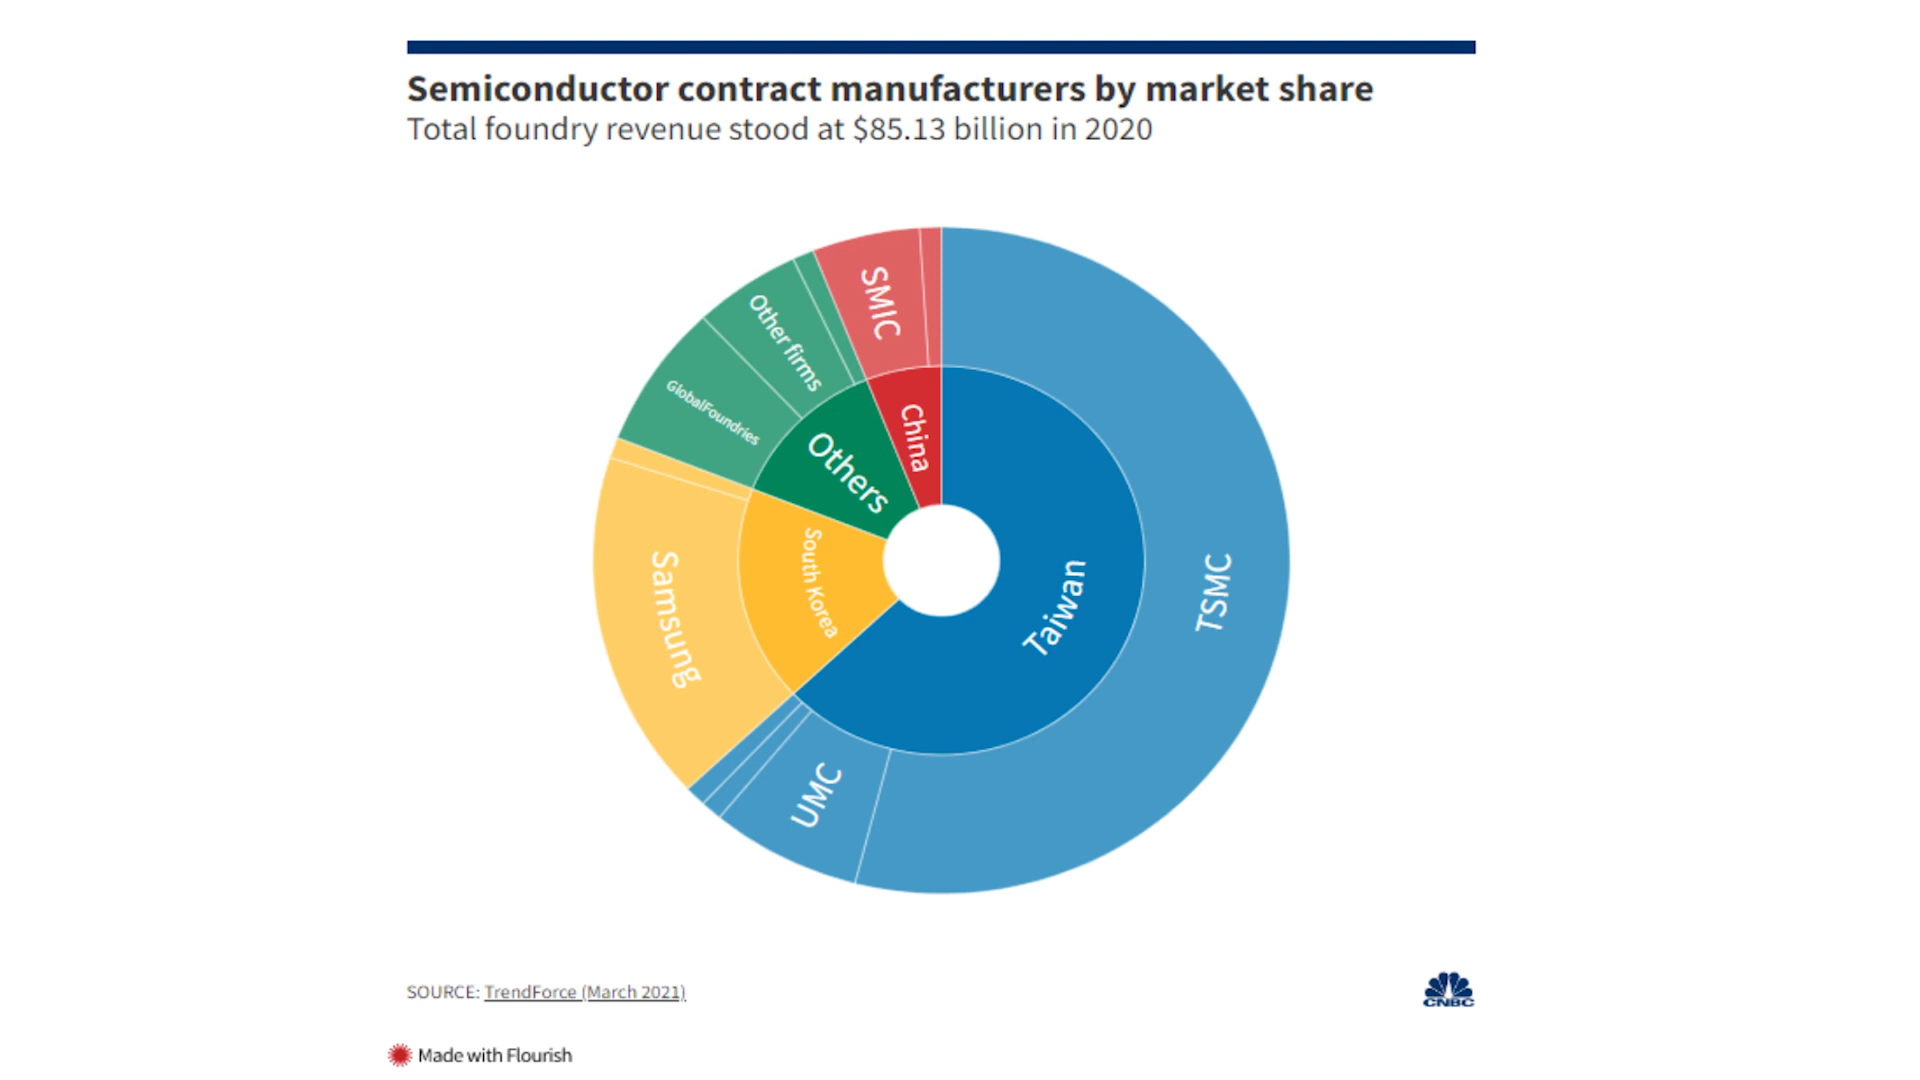 Semiconductor contract manufacturers by market share
Total foundry revenue stood at $85.13 billion in 2020
SMIC
Other firms
GlobalFoundries
China
Others
South Korea
Samsung
Taiwan
TSMC
UMC
SOURCE: TrendForce (March 2021)
CNBC
Made with Flourish